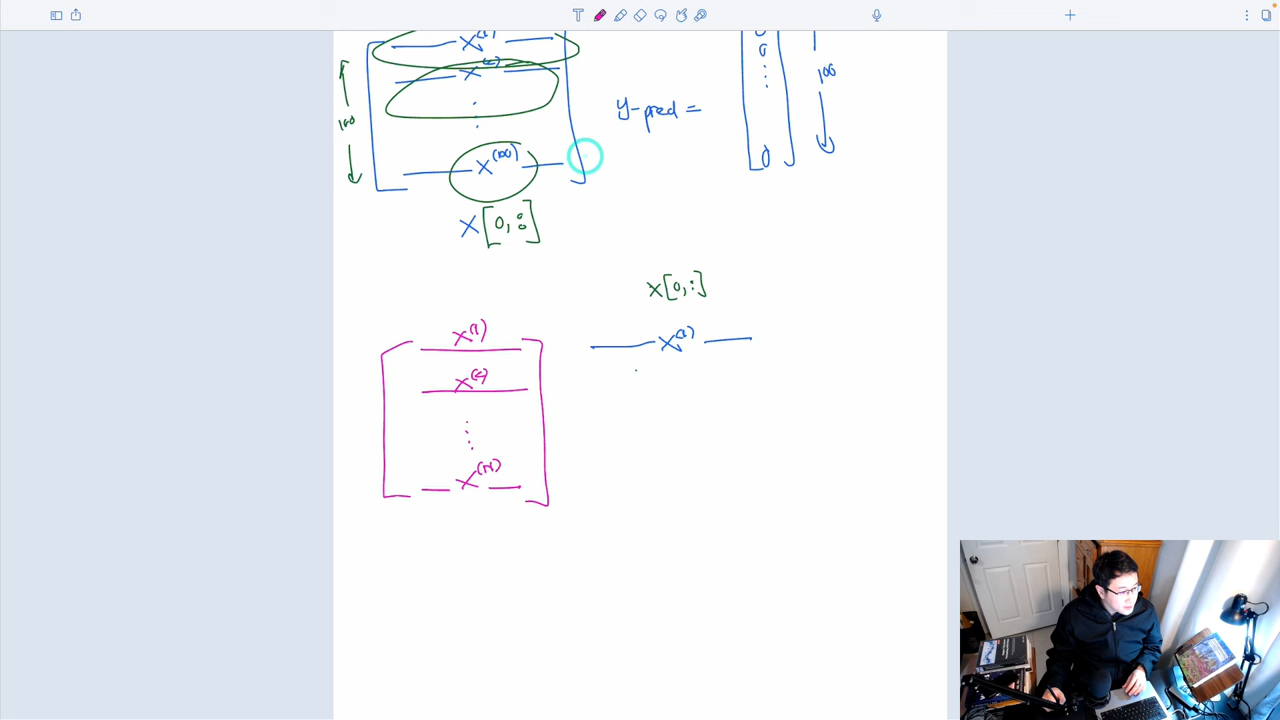 X^(1)
X^(2)
⋮
100
X^(100)
X[0,:]
y-pred =
0
0
⋮
0
100
X[0,:]
X^(1)
X^(1)
X^(2)
⋮
X^(N)